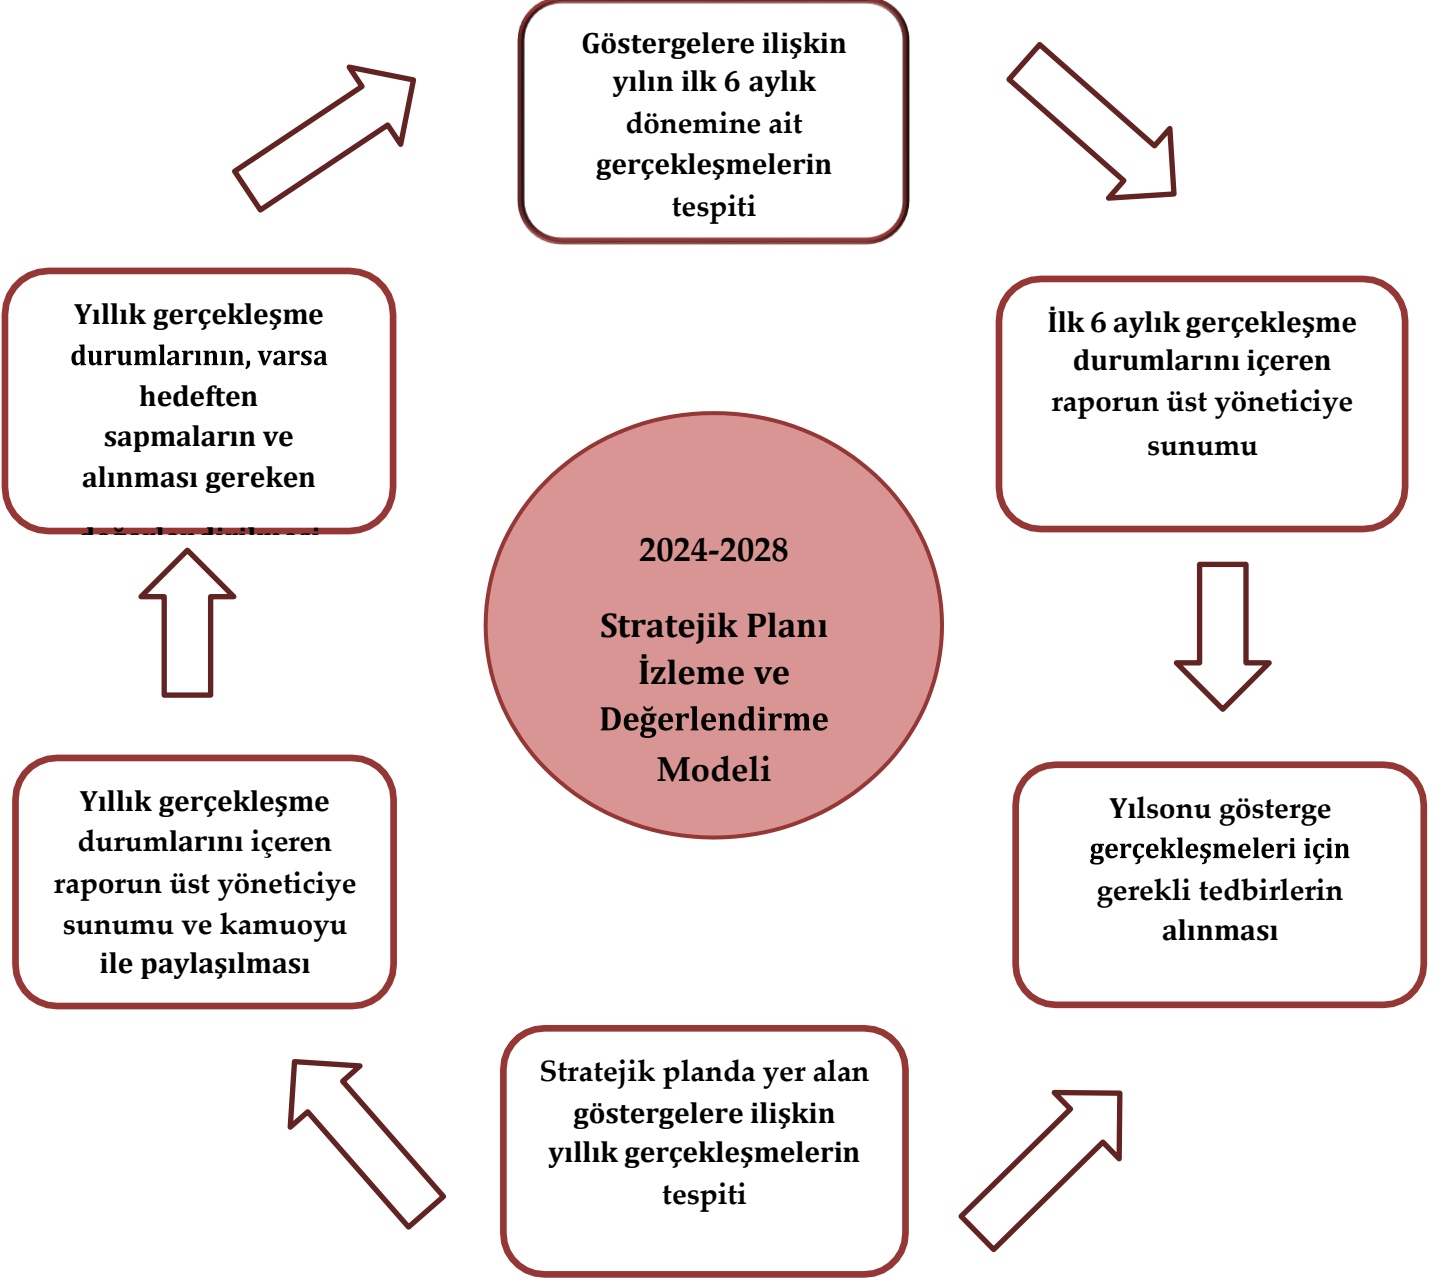 Göstergelere ilişkin
yılın ilk 6 aylık
dönemine ait
gerçekleşmelerin
tespiti
İlk 6 aylık gerçekleşme
durumlarını içeren
raporun üst yöneticiye
sunumu
Yılsonu gösterge
gerçekleşmeleri için
gerekli tedbirlerin
alınması
Stratejik planda yer alan
göstergelere ilişkin
yıllık gerçekleşmelerin
tespiti
Yıllık gerçekleşme
durumlarını içeren
raporun üst yöneticiye
sunumu ve kamuoyu
ile paylaşılması
Yıllık gerçekleşme
durumlarının, varsa
hedeften
sapmaların ve
alınması gereken
değerlendirilmesi
2024-2028
Stratejik Planı
İzleme ve
Değerlendirme
Modeli